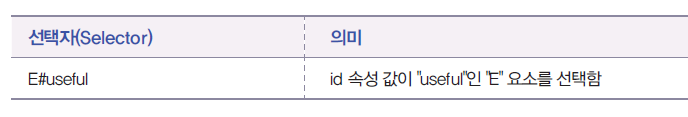 선택자(Selector) 의미
E#useful id 속성 값이 "useful"인 "E" 요소를 선택함